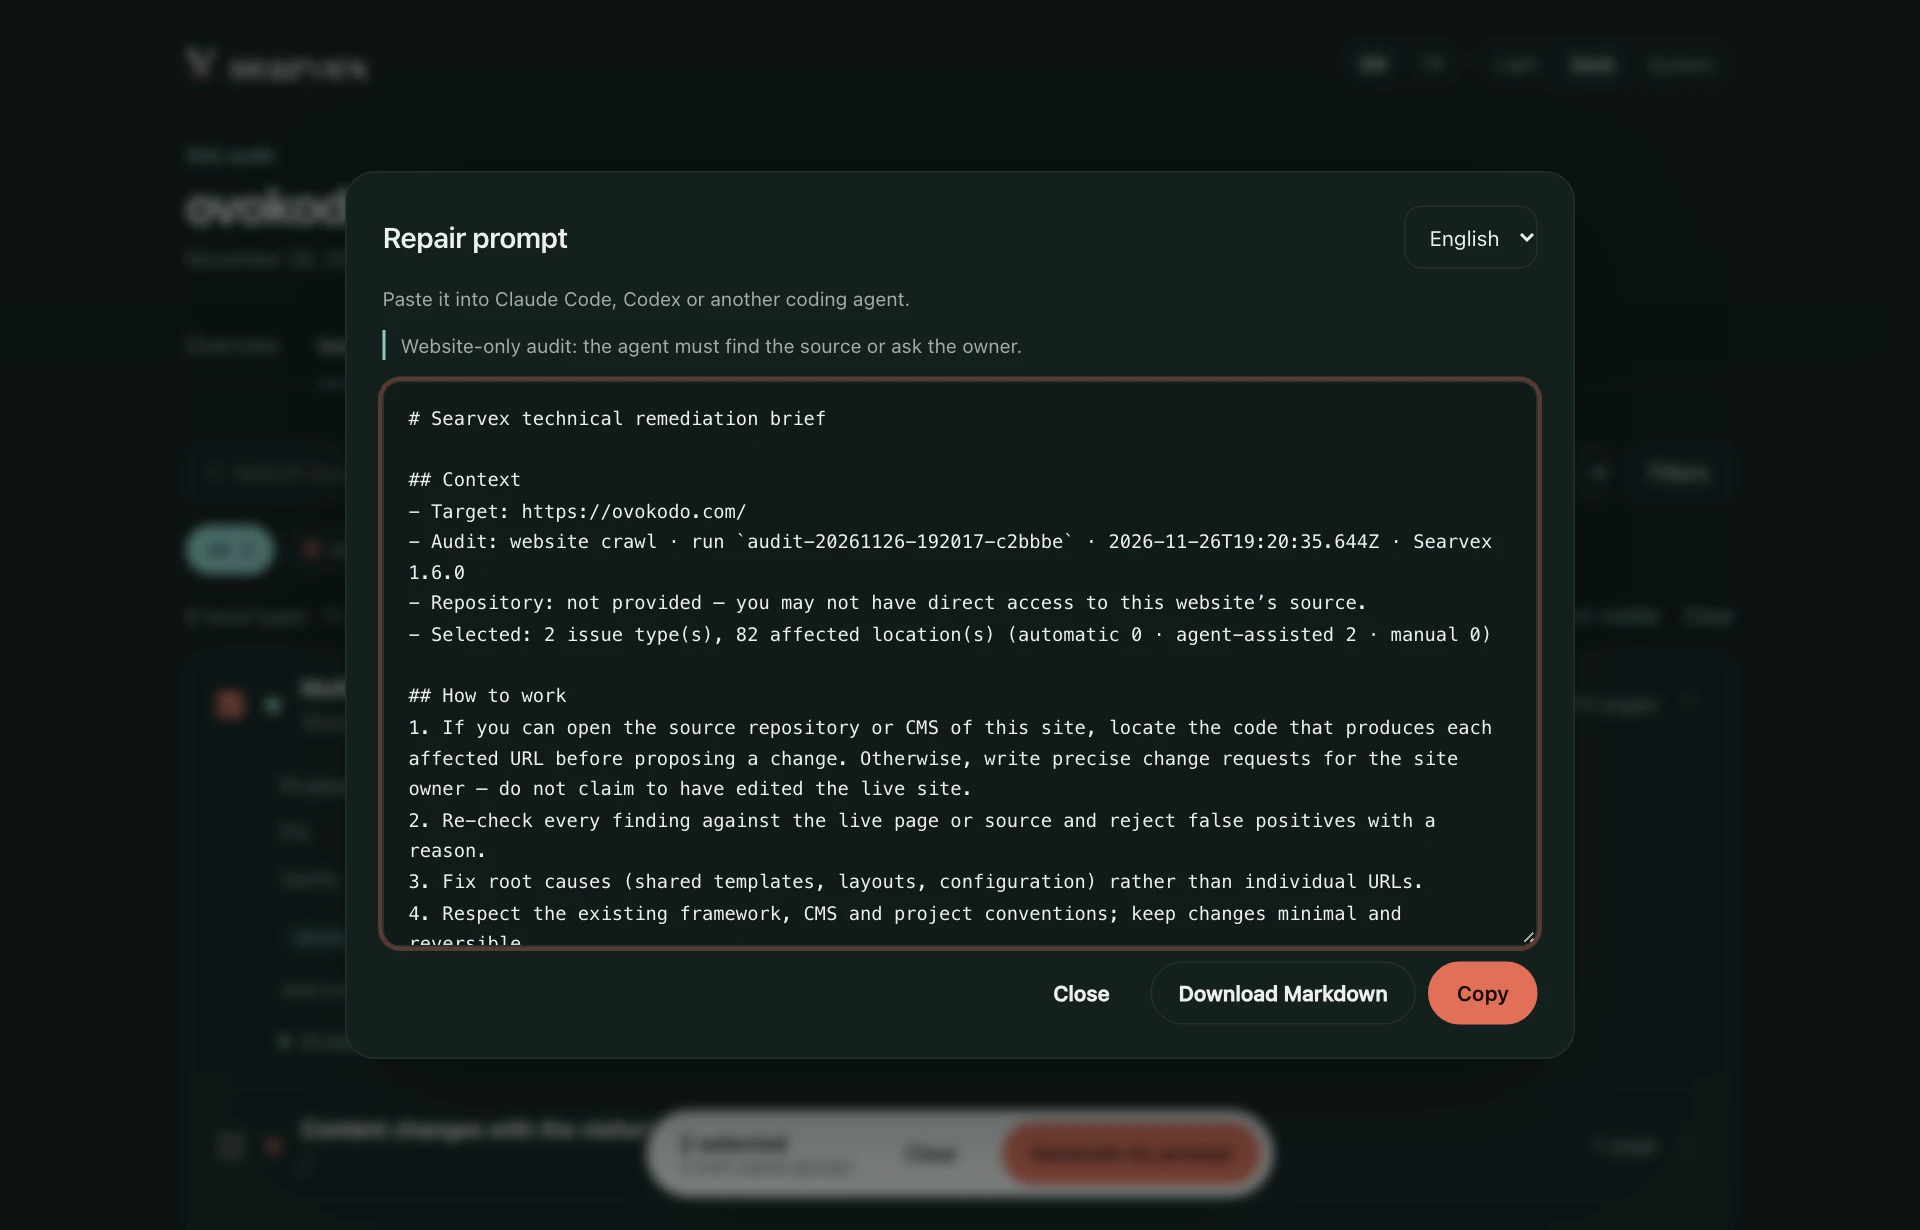 searvex
Repair prompt
English
Paste it into Claude Code, Codex or another coding agent.
Website-only audit: the agent must find the source or ask the owner.
# Searvex technical remediation brief
## Context
- Target: https://ovokodo.com/
- Audit: website crawl · run `audit-20261126-192017-c2bbbe` · 2026-11-26T19:20:35.644Z · Searvex
1.6.0
- Repository: not provided — you may not have direct access to this website’s source.
- Selected: 2 issue type(s), 82 affected location(s) (automatic 0 · agent-assisted 2 · manual 0)
## How to work
1. If you can open the source repository or CMS of this site, locate the code that produces each
affected URL before proposing a change. Otherwise, write precise change requests for the site
owner — do not claim to have edited the live site.
2. Re-check every finding against the live page or source and reject false positives with a
reason.
3. Fix root causes (shared templates, layouts, configuration) rather than individual URLs.
4. Respect the existing framework, CMS and project conventions; keep changes minimal and
reversible
Close
Download Markdown
Copy
2 selected
Clear